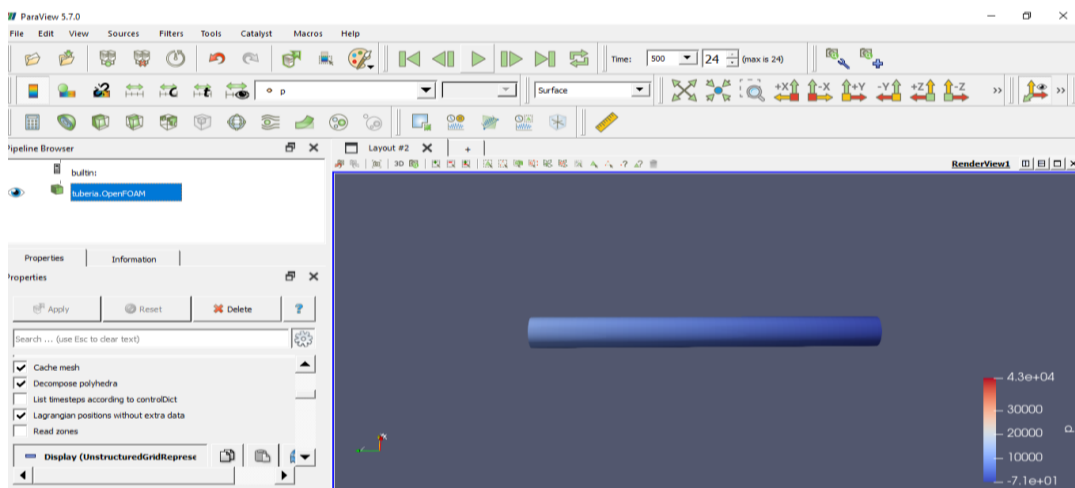 ParaView 5.7.0
File Edit View Sources Filters Tools Catalyst Macros Help
Time: 500 24 (max is 24)
p Surface +X -X +Y -Y +Z -Z
Pipeline Browser
Layout #2 +
builtin:
3D
RenderView1
tuberia.OpenFOAM
Properties Information
Properties
Apply Reset Delete ?
Search ... (use Esc to clear text)
Cache mesh
Decompose polyhedra
List timesteps according to controlDict
Lagrangian positions without extra data
Read zones
Display (UnstructuredGridReprese
4.3e+04
30000
20000
10000
-7.1e+01
p